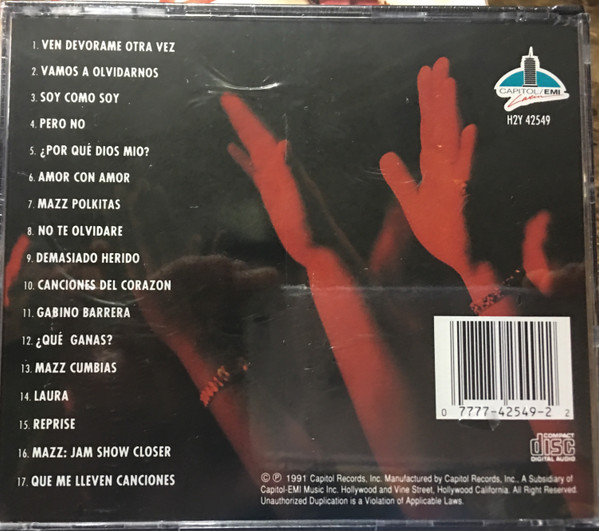 1. VEN DEVORAME OTRA VEZ
2. VAMOS A OLVIDARNOS
3. SOY COMO SOY
4. PERO NO
5. ¿POR QUÉ DIOS MIO?
6. AMOR CON AMOR
7. MAZZ POLKITAS
8. NO TE OLVIDARE
9. DEMASIADO HERIDO
10. CANCIONES DEL CORAZON
11. GABINO BARRERA
12. ¿QUÉ GANAS?
13. MAZZ CUMBIAS
14. LAURA
15. REPRISE
16. MAZZ: JAM SHOW CLOSER
17. QUE ME LLEVEN CANCIONES
CAPITOL/EMI
Latin
H2Y 42549
0 7777-42549-2 2
COMPACT
disc
DIGITAL AUDIO
© ℗ 1991 Capitol Records, Inc. Manufactured by Capitol Records, Inc., A Subsidiary of
Capitol-EMI Music Inc. Hollywood and Vine Street, Hollywood California. All Right Reserved.
Unauthorized Duplication is a Violation of Applicable Laws.